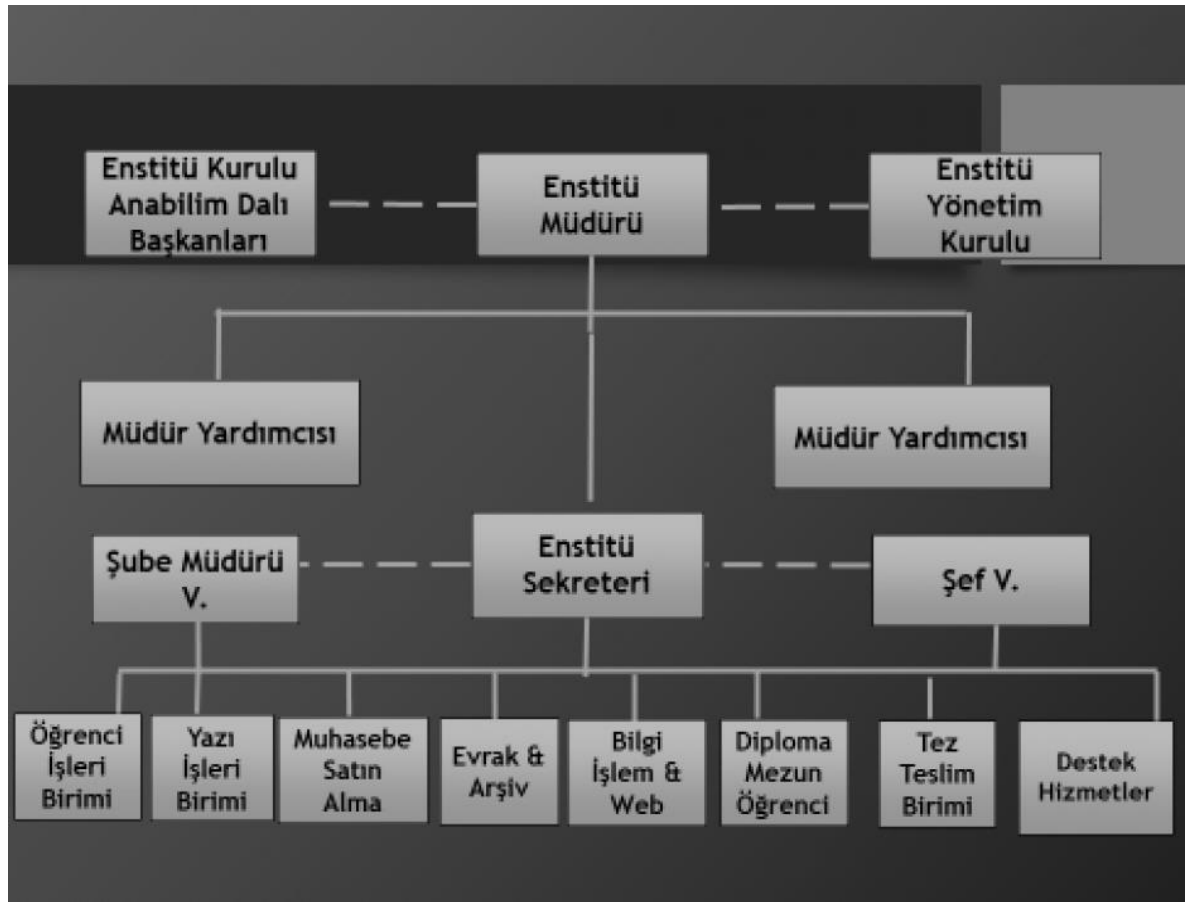 Enstitü Kurulu
Anabilim Dalı
Başkanları
Enstitü
Müdürü
Enstitü
Yönetim
Kurulu
Müdür Yardımcısı
Müdür Yardımcısı
Şube Müdürü
V.
Enstitü
Sekreteri
Şef V.
Öğrenci
İşleri
Birimi
Yazı
İşleri
Birimi
Muhasebe
Satın
Alma
Evrak &
Arşiv
Bilgi
İşlem &
Web
Diploma
Mezun
Öğrenci
Tez
Teslim
Birimi
Destek
Hizmetler